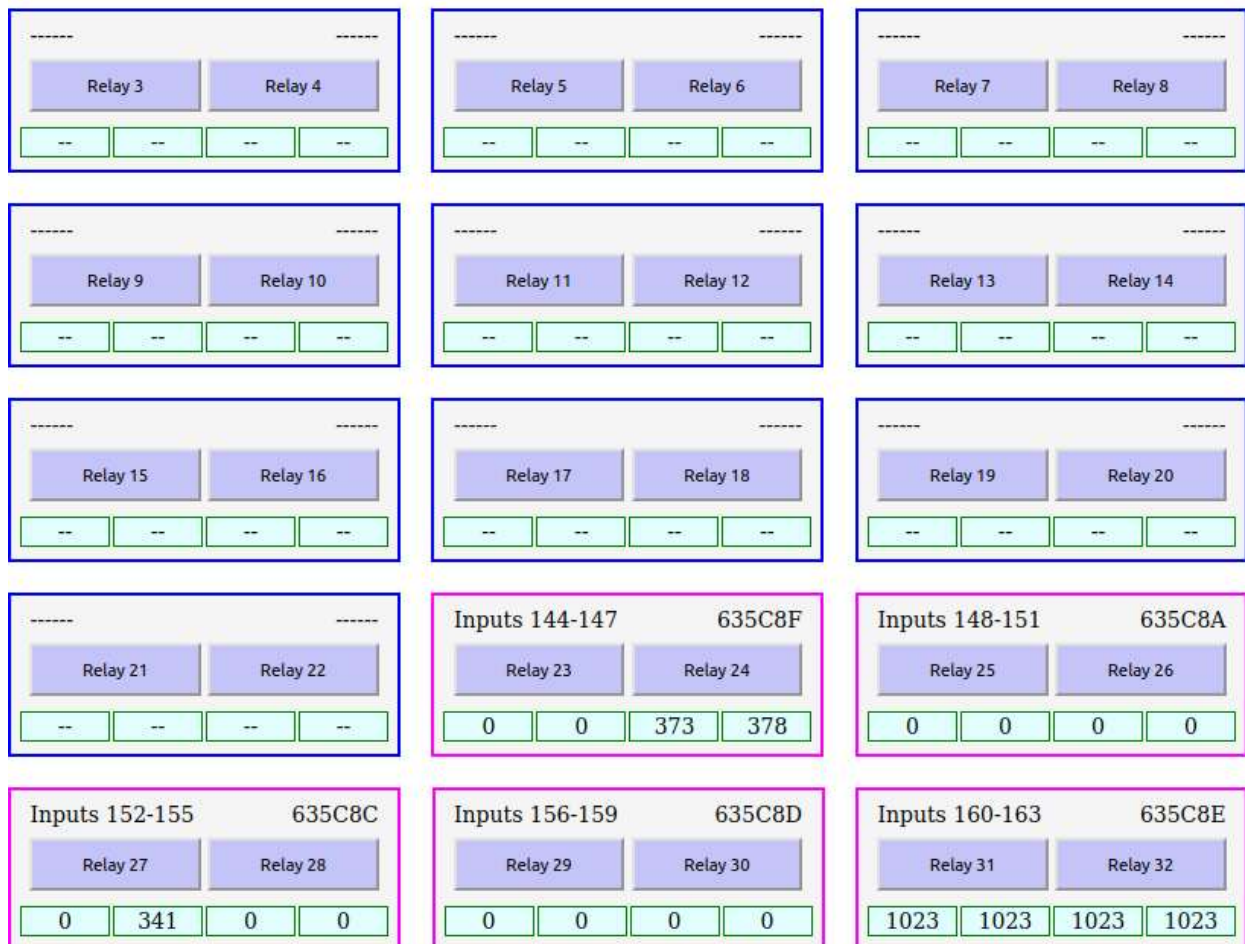 ------ ------ ------ ------ ------ ------
Relay 3 Relay 4 Relay 5 Relay 6 Relay 7 Relay 8
-- -- -- -- -- -- -- -- -- -- -- --
------ ------ ------ ------ ------ ------
Relay 9 Relay 10 Relay 11 Relay 12 Relay 13 Relay 14
-- -- -- -- -- -- -- -- -- -- -- --
------ ------ ------ ------ ------ ------
Relay 15 Relay 16 Relay 17 Relay 18 Relay 19 Relay 20
-- -- -- -- -- -- -- -- -- -- -- --
------ ------ Inputs 144-147 635C8F Inputs 148-151 635C8A
Relay 21 Relay 22 Relay 23 Relay 24 Relay 25 Relay 26
-- -- -- -- 0 0 373 378 0 0 0 0
Inputs 152-155 635C8C Inputs 156-159 635C8D Inputs 160-163 635C8E
Relay 27 Relay 28 Relay 29 Relay 30 Relay 31 Relay 32
0 341 0 0 0 0 0 0 1023 1023 1023 1023